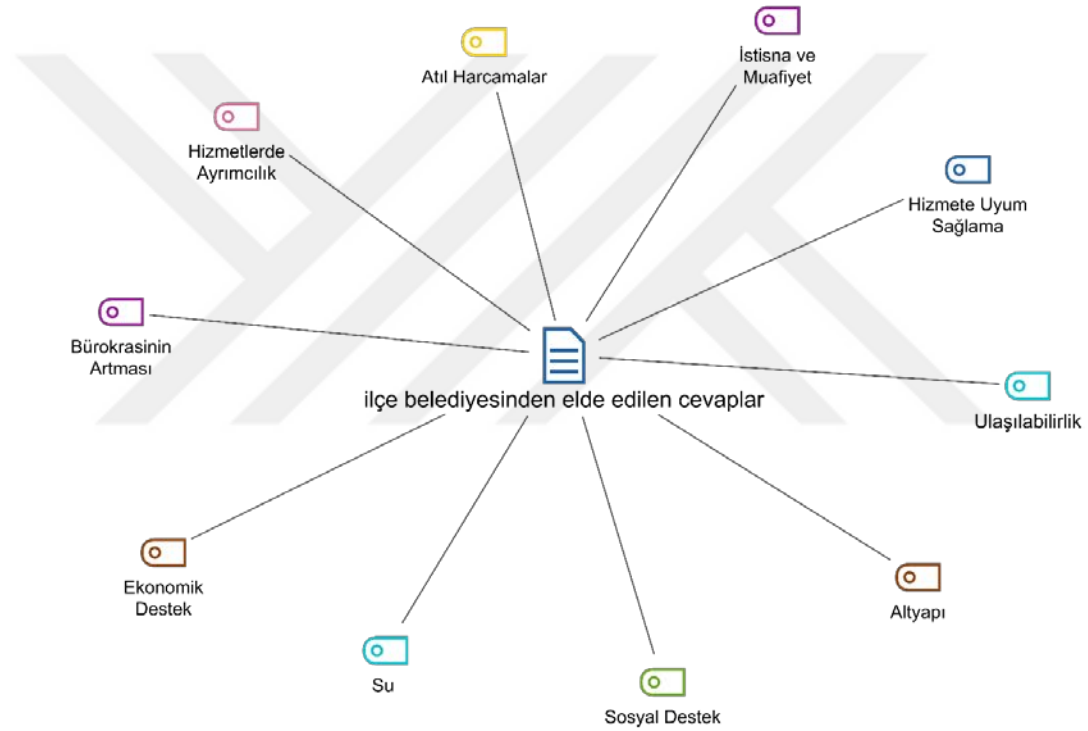 İstisna ve
Muafiyet
Atıl Harcamalar
Hizmetlerde
Ayrımcılık
Hizmete Uyum
Sağlama
Bürokrasinin
Artması
ilçe belediyesinden elde edilen cevaplar
Ulaşılabilirlik
Ekonomik
Destek
Altyapı
Su
Sosyal Destek